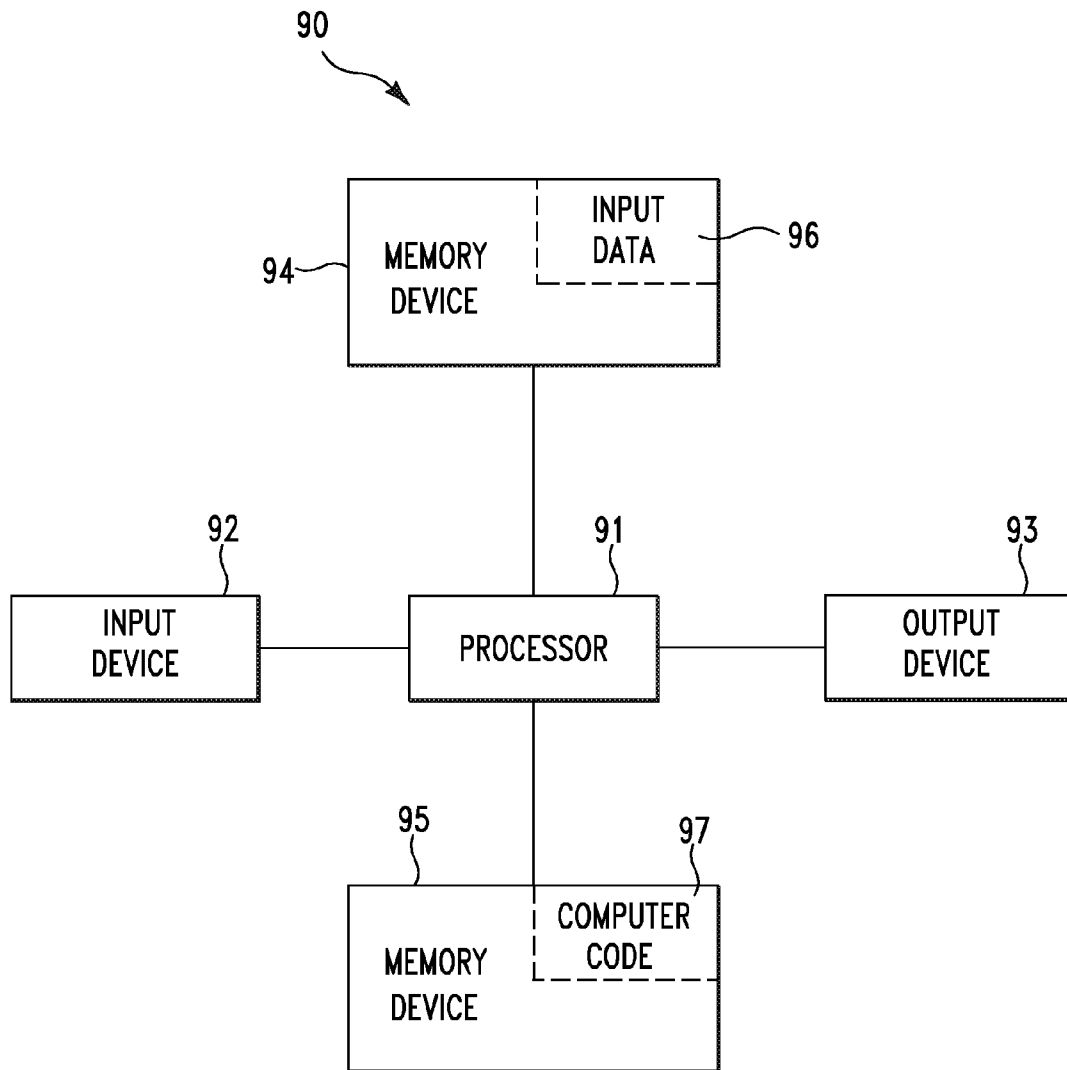 90
INPUT
DATA
96
MEMORY
DEVICE
94
92
91
93
INPUT
DEVICE
PROCESSOR
OUTPUT
DEVICE
95
97
COMPUTER
CODE
MEMORY
DEVICE